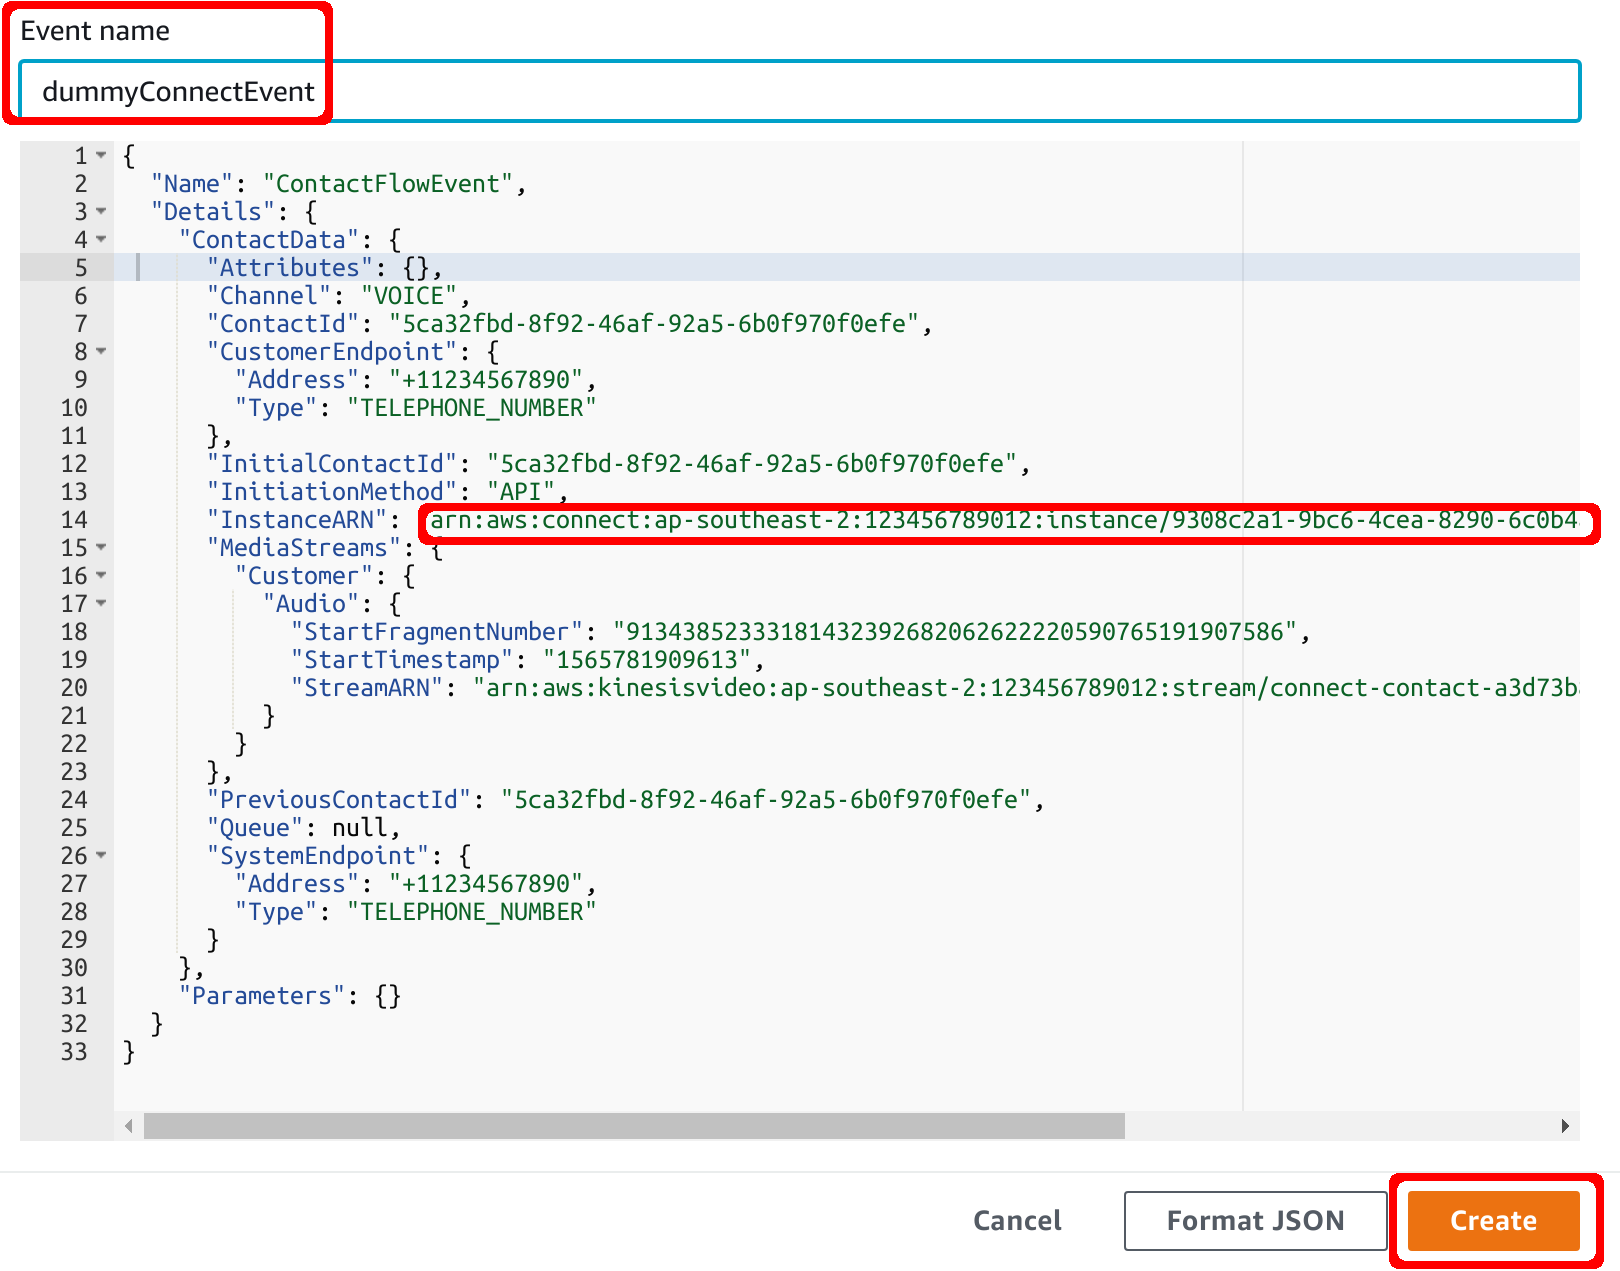 Event name
dummyConnectEvent
1 {
2 "Name": "ContactFlowEvent",
3 "Details": {
4 "ContactData": {
5 "Attributes": {},
6 "Channel": "VOICE",
7 "ContactId": "5ca32fbd-8f92-46af-92a5-6b0f970f0efe",
8 "CustomerEndpoint": {
9 "Address": "+11234567890",
10 "Type": "TELEPHONE_NUMBER"
11 },
12 "InitialContactId": "5ca32fbd-8f92-46af-92a5-6b0f970f0efe",
13 "InitiationMethod": "API",
14 "InstanceARN": arn:aws:connect:ap-southeast-2:123456789012:instance/9308c2a1-9bc6-4cea-8290-6c0b4
15 "MediaStreams": {
16 "Customer": {
17 "Audio": {
18 "StartFragmentNumber": "91343852333181432392682062622220590765191907586",
19 "StartTimestamp": "1565781909613",
20 "StreamARN": "arn:aws:kinesisvideo:ap-southeast-2:123456789012:stream/connect-contact-a3d73b
21 }
22 }
23 },
24 "PreviousContactId": "5ca32fbd-8f92-46af-92a5-6b0f970f0efe",
25 "Queue": null,
26 "SystemEndpoint": {
27 "Address": "+11234567890",
28 "Type": "TELEPHONE_NUMBER"
29 }
30 },
31 "Parameters": {}
32 }
33 }
Cancel
Format JSON
Create